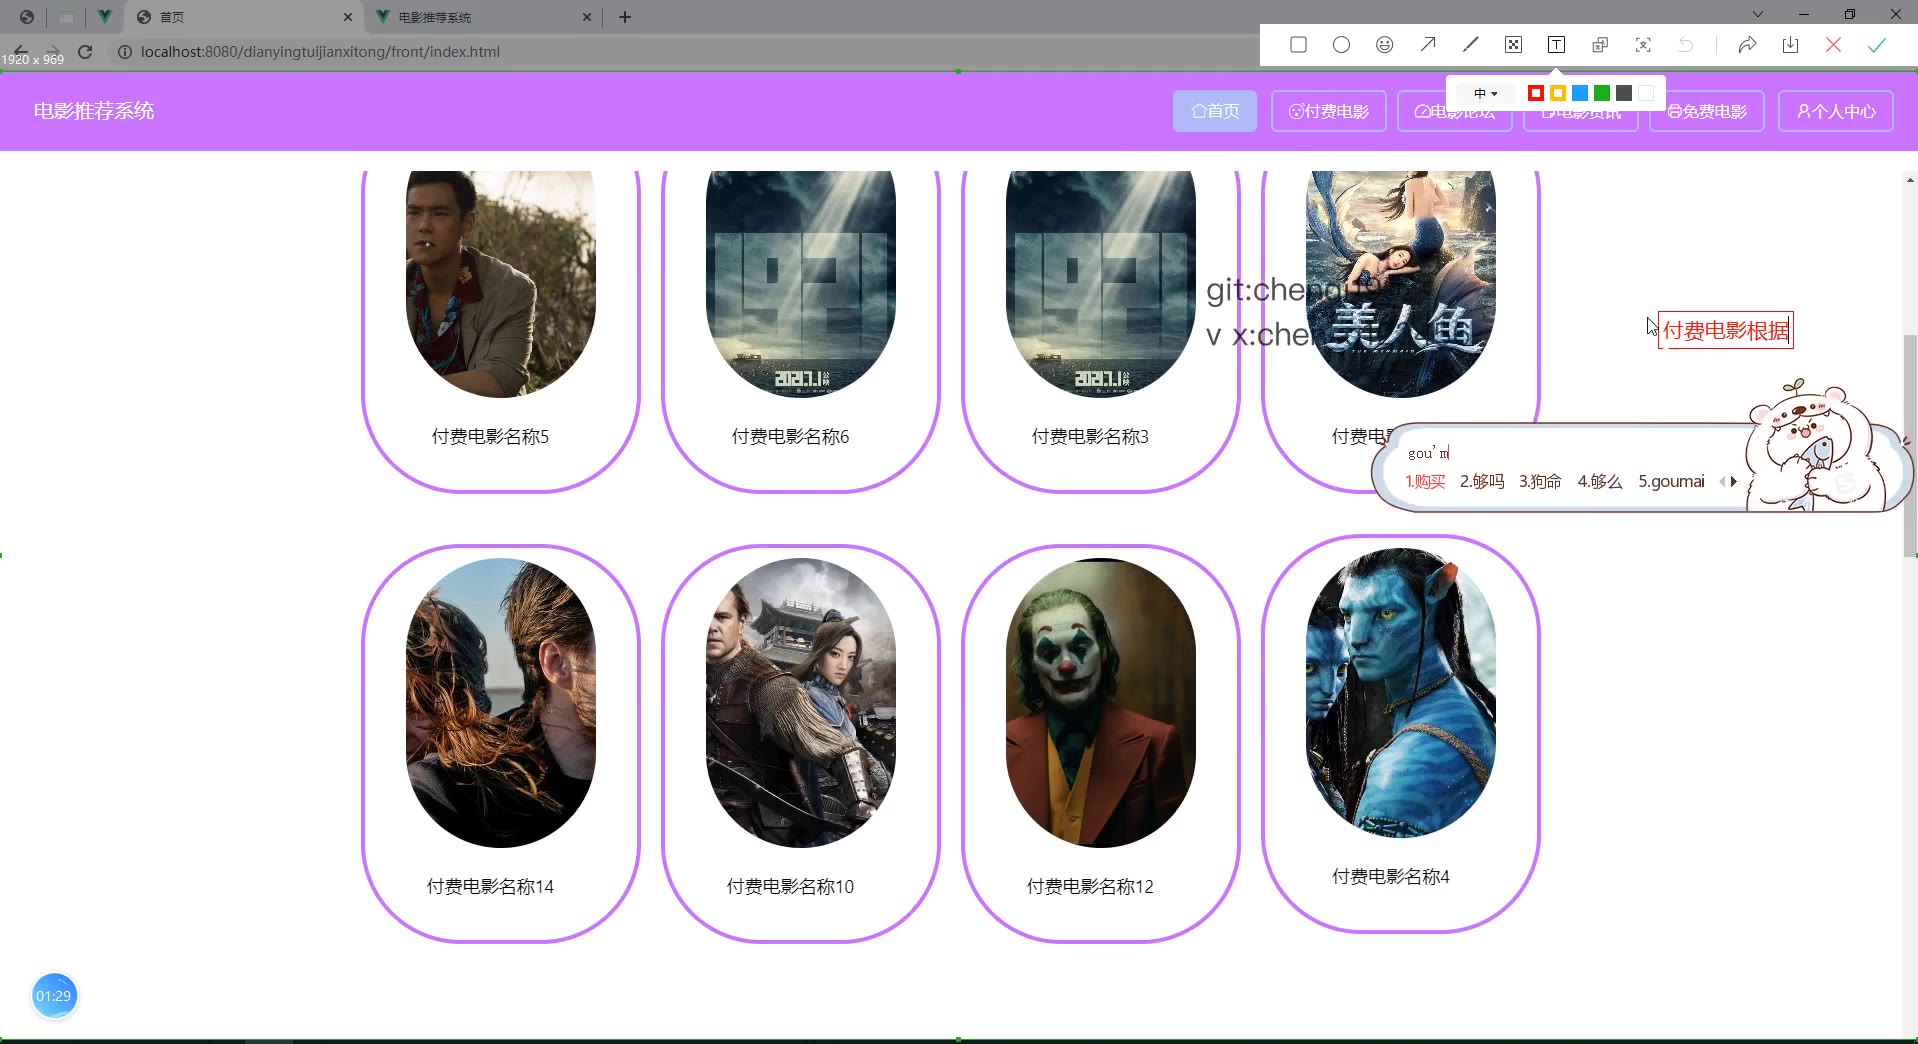 首页
电影推荐系统
localhost:8080/dianyingtuijianxitong/front/index.html
1920 x 969
中
电影推荐系统
首页
付费电影
电影论坛
电影资讯
免费电影
个人中心
1921
2021.7.1
公映
git:cheng
v x:che
美人鱼
THE MERMAID
付费电影根据
付费电影名称5
付费电影名称6
付费电影名称3
付费电
gou'm
1.购买 2.够吗 3.狗命 4.够么 5.goumai
付费电影名称14
付费电影名称10
付费电影名称12
付费电影名称4
01:29